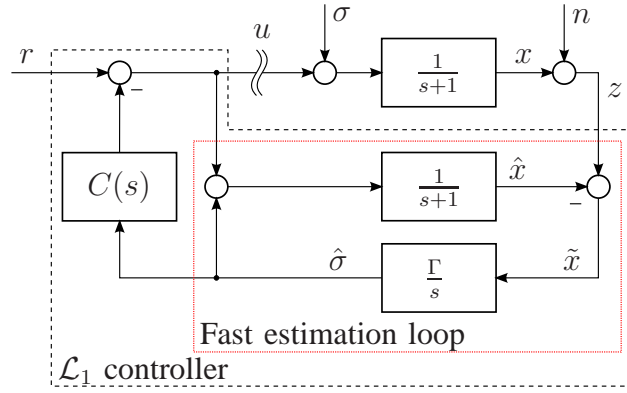 r
u
σ
n
1
s+1
x
z
–
C(s)
1
s+1
x̂
–
σ̂
Γ
s
x̃
Fast estimation loop
ℒ₁ controller